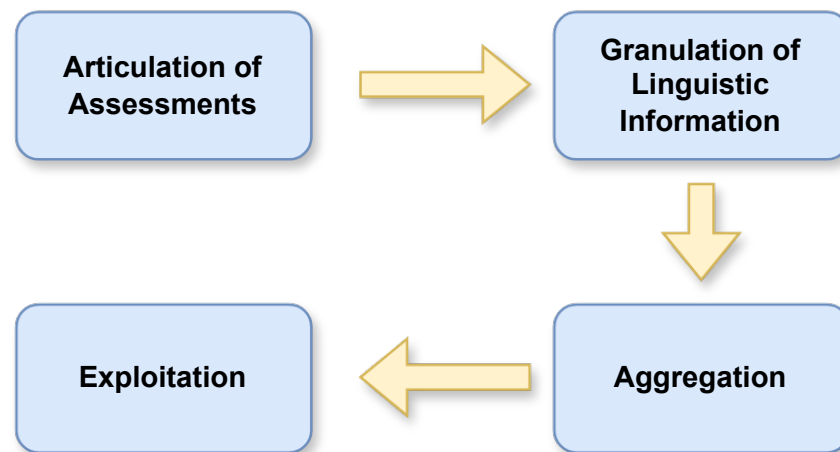 Articulation of
Assessments
Granulation of
Linguistic
Information
Aggregation
Exploitation